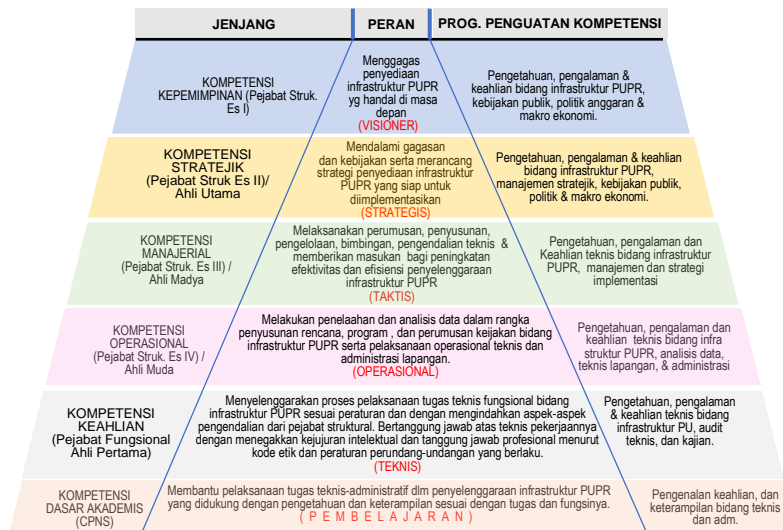 JENJANG
PERAN
PROG. PENGUATAN KOMPETENSI
KOMPETENSI
KEPEMIMPINAN (Pejabat Struk.
Es I)
Menggagas
penyediaan
infrastruktur PUPR
yg handal di masa
depan
(VISIONER)
Pengetahuan, pengalaman &
keahlian bidang infrastruktur PUPR,
kebijakan publik, politik anggaran &
makro ekonomi.
KOMPETENSI
STRATEJIK
(Pejabat Struk Es II)/
Ahli Utama
Mendalami gagasan
dan kebijakan serta merancang
strategi penyediaan infrastruktur
PUPR yang siap untuk
diimplementasikan
(STRATEGIS)
Pengetahuan, pengalaman & keahlian
bidang infrastruktur PUPR,
manajemen stratejik, kebijakan publik,
politik & makro ekonomi.
KOMPETENSI
MANAJERIAL
(Pejabat Struk. Es III) /
Ahli Madya
Melaksanakan perumusan, penyusunan,
pengelolaan, bimbingan, pengendalian teknis &
memberikan masukan bagi peningkatan
efektivitas dan efisiensi penyelenggaraan
infrastruktur PUPR
(TAKTIS)
Pengetahuan, pengalaman dan
Keahlian teknis bidang infrastruktur
PUPR, manajemen dan strategi
implementasi
KOMPETENSI
OPERASIONAL
(Pejabat Struk. Es IV) /
Ahli Muda
Melakukan penelaahan dan analisis data dalam rangka
penyusunan rencana, program , dan perumusan keijakan bidang
infrastruktur PUPR serta pelaksanaan operasional teknis dan
administrasi lapangan.
(OPERASIONAL)
Pengetahuan, pengalaman dan
keahlian teknis bidang infra
struktur PUPR, analisis data,
teknis lapangan, & administrasi
KOMPETENSI
KEAHLIAN
(Pejabat Fungsional
Ahli Pertama)
Menyelenggarakan proses pelaksanaan tugas teknis fungsional bidang
infrastruktur PUPR sesuai peraturan dan dengan mengindahkan aspek-aspek
pengendalian dari pejabat struktural. Bertanggung jawab atas teknis pekerjaannya
dengan menegakkan kejujuran intelektual dan tanggung jawab profesional menurut
kode etik dan peraturan perundang-undangan yang berlaku.
(TEKNIS)
Pengetahuan, pengalaman
& keahlian teknis bidang
infrastruktur PU, audit
teknis, dan kajian.
KOMPETENSI
DASAR AKADEMIS
(CPNS)
Membantu pelaksanaan tugas teknis-administratif dlm penyelenggaraan infrastruktur PUPR
yang didukung dengan pengetahuan dan keterampilan sesuai dengan tugas dan fungsinya.
( P E M B E L A J A R A N )
Pengenalan keahlian, dan
keterampilan bidang teknis
dan adm.